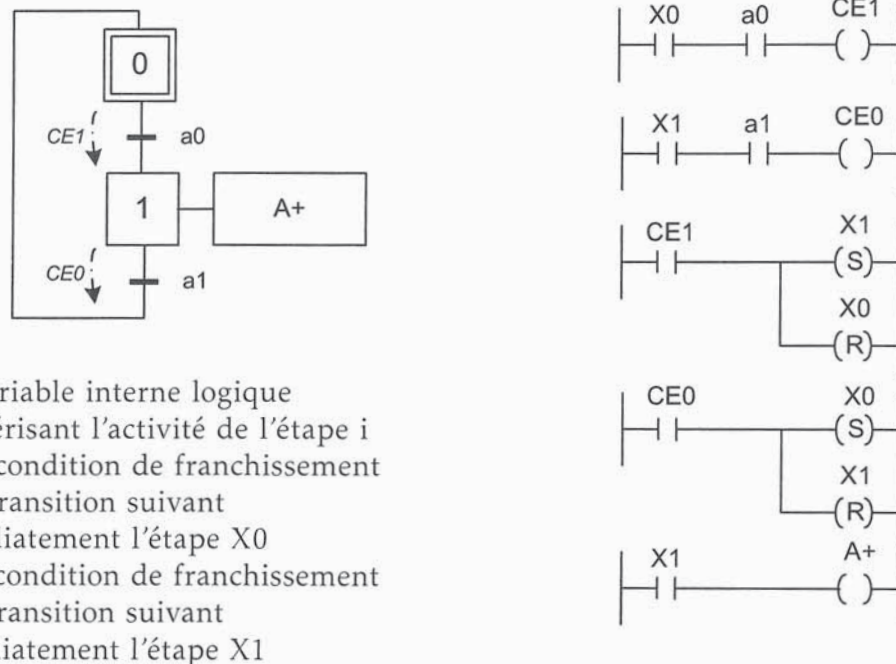 0
CE1
a0
1
A+
CE0
a1
riable interne logique
érisant l'activité de l'étape i
condition de franchissement
ransition suivant
liatement l'étape X0
condition de franchissement
ransition suivant
liatement l'étape X1
X0 a0 CE1
X1 a1 CE0
CE1 X1
(S)
X0
(R)
CE0 X0
(S)
X1
(R)
X1 A+